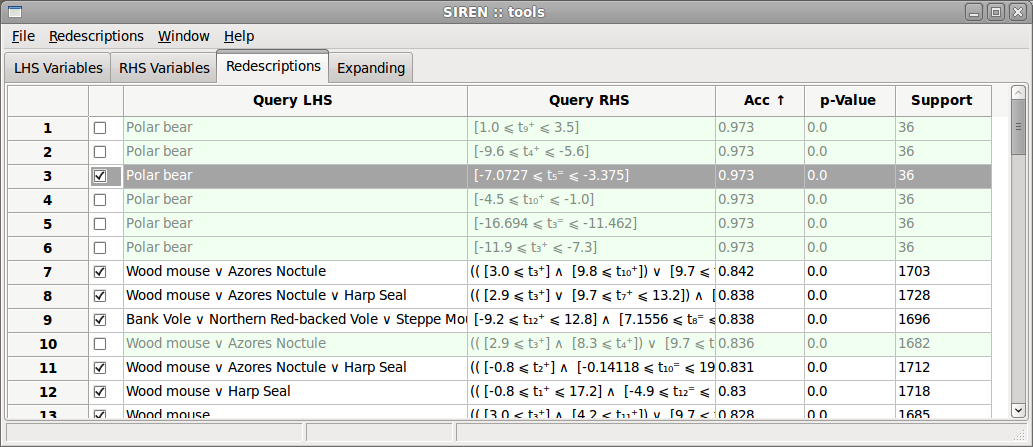 SIREN :: tools
File Redescriptions Window Help
LHS Variables RHS Variables Redescriptions Expanding
Query LHS Query RHS Acc ↑ p-Value Support
1 Polar bear [1.0 ⩽ t₉⁺ ⩽ 3.5] 0.973 0.0 36
2 Polar bear [-9.6 ⩽ t₄⁺ ⩽ -5.6] 0.973 0.0 36
3 Polar bear [-7.0727 ⩽ t₅⁼ ⩽ -3.375] 0.973 0.0 36
4 Polar bear [-4.5 ⩽ t₁₀⁺ ⩽ -1.0] 0.973 0.0 36
5 Polar bear [-16.694 ⩽ t₃⁼ ⩽ -11.462] 0.973 0.0 36
6 Polar bear [-11.9 ⩽ t₃⁺ ⩽ -7.3] 0.973 0.0 36
7 Wood mouse ∨ Azores Noctule (( [3.0 ⩽ t₃⁺] ∧ [9.8 ⩽ t₁₀⁺]) ∨ [9.7 ⩽ 0.842 0.0 1703
8 Wood mouse ∨ Azores Noctule ∨ Harp Seal (( [2.9 ⩽ t₃⁺] ∨ [9.7 ⩽ t₇⁺ ⩽ 13.2]) ∧ [ 0.838 0.0 1728
9 Bank Vole ∨ Northern Red-backed Vole ∨ Steppe Mou [-9.2 ⩽ t₁₂⁺ ⩽ 12.8] ∧ [7.1556 ⩽ t₈⁼ ⩽ 0.838 0.0 1696
10 Wood mouse ∨ Azores Noctule (( [2.9 ⩽ t₃⁺] ∧ [8.3 ⩽ t₄⁺]) ∨ [9.7 ⩽ t 0.836 0.0 1682
11 Wood mouse ∨ Azores Noctule ∨ Harp Seal (( [-0.8 ⩽ t₂⁺] ∧ [-0.14118 ⩽ t₁₀⁼ ⩽ 19 0.831 0.0 1712
12 Wood mouse ∨ Harp Seal (( [-0.8 ⩽ t₁⁺ ⩽ 17.2] ∧ [-4.9 ⩽ t₁₂⁼ ⩽ 0.83 0.0 1718
13 Wood mouse (( [3.0 ⩽ t₃⁺] ∧ [4.2 ⩽ t₁₁⁺]) ∨ [9.7 ⩽ 0.828 0.0 1685